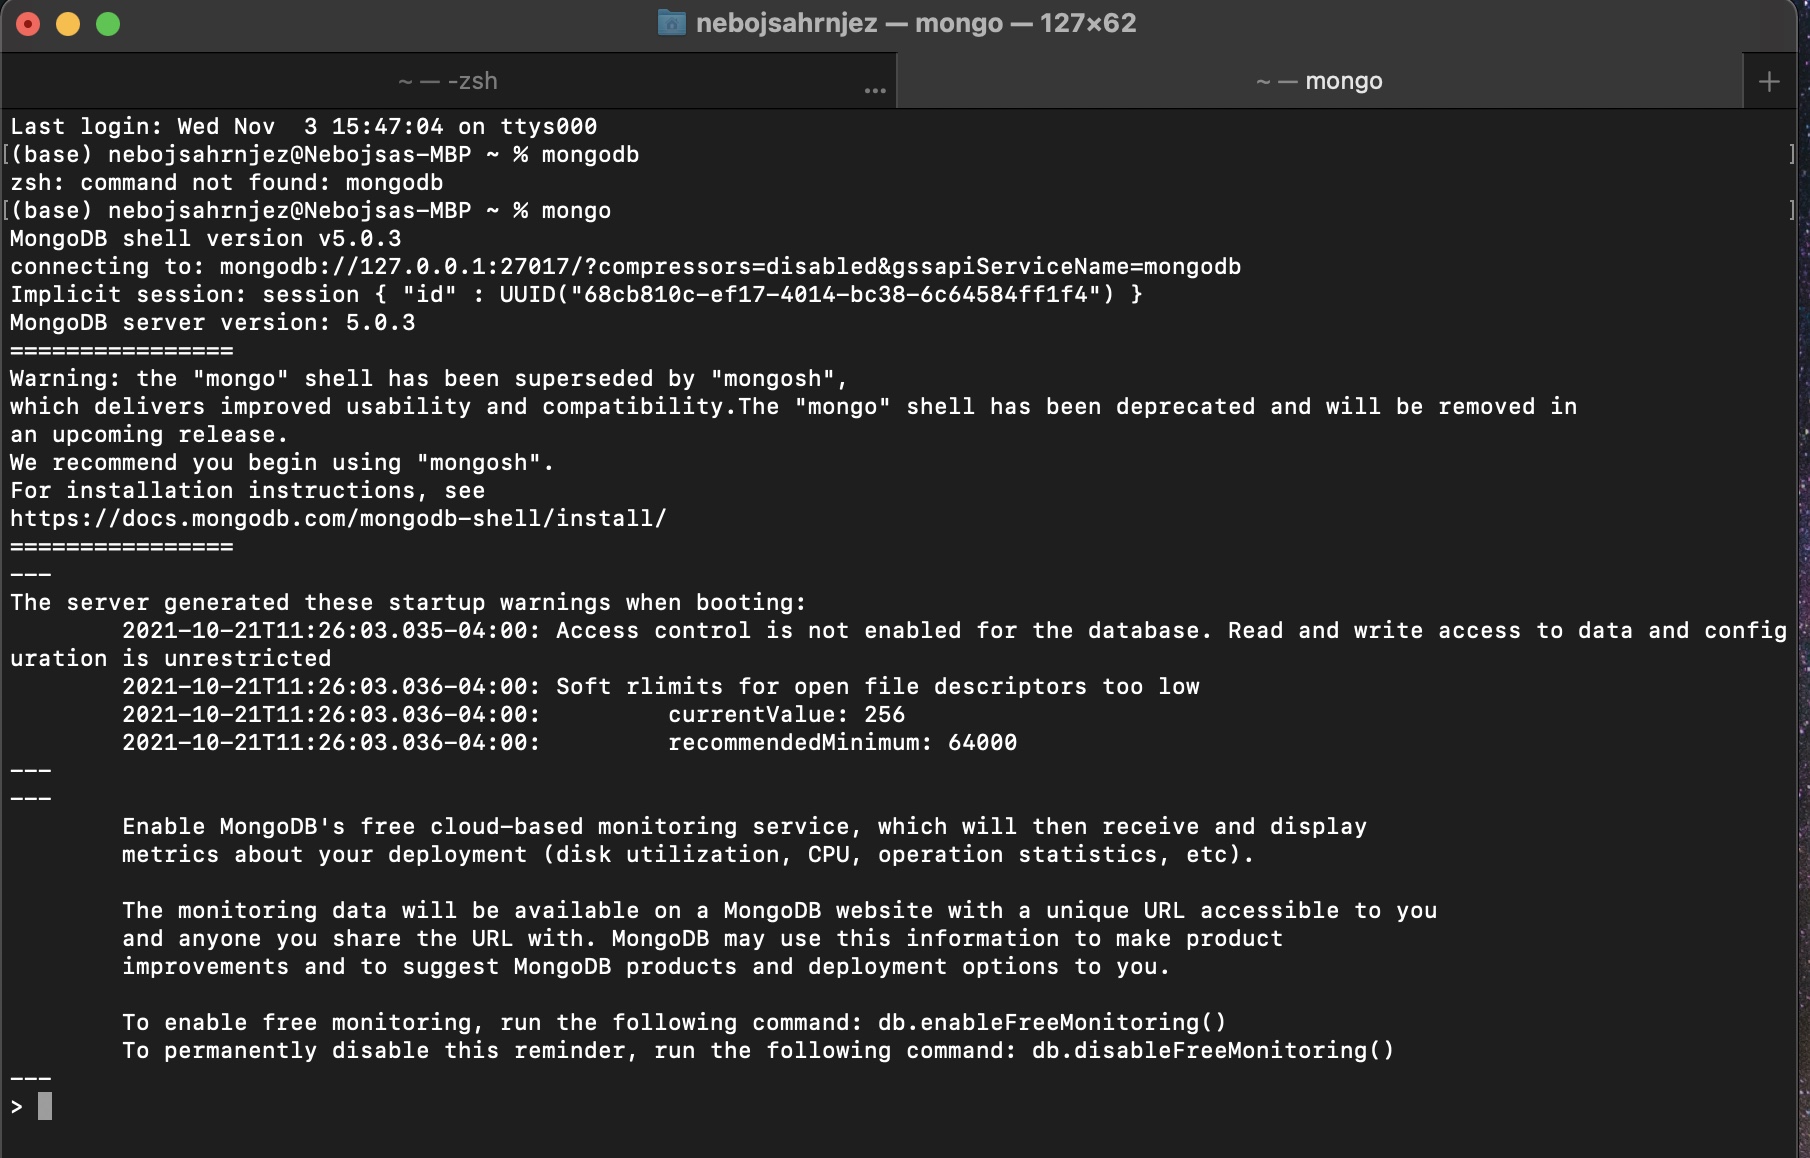 nebojsahrnjez — mongo — 127×62
~ — -zsh ... ~ — mongo +
Last login: Wed Nov  3 15:47:04 on ttys000
[(base) nebojsahrnjez@Nebojsas-MBP ~ % mongodb ]
zsh: command not found: mongodb
[(base) nebojsahrnjez@Nebojsas-MBP ~ % mongo ]
MongoDB shell version v5.0.3
connecting to: mongodb://127.0.0.1:27017/?compressors=disabled&gssapiServiceName=mongodb
Implicit session: session { "id" : UUID("68cb810c-ef17-4014-bc38-6c64584ff1f4") }
MongoDB server version: 5.0.3
================
Warning: the "mongo" shell has been superseded by "mongosh",
which delivers improved usability and compatibility.The "mongo" shell has been deprecated and will be removed in
an upcoming release.
We recommend you begin using "mongosh".
For installation instructions, see
https://docs.mongodb.com/mongodb-shell/install/
================
---
The server generated these startup warnings when booting:
        2021-10-21T11:26:03.035-04:00: Access control is not enabled for the database. Read and write access to data and config
uration is unrestricted
        2021-10-21T11:26:03.036-04:00: Soft rlimits for open file descriptors too low
        2021-10-21T11:26:03.036-04:00:         currentValue: 256
        2021-10-21T11:26:03.036-04:00:         recommendedMinimum: 64000
---
---
        Enable MongoDB's free cloud-based monitoring service, which will then receive and display
        metrics about your deployment (disk utilization, CPU, operation statistics, etc).

        The monitoring data will be available on a MongoDB website with a unique URL accessible to you
        and anyone you share the URL with. MongoDB may use this information to make product
        improvements and to suggest MongoDB products and deployment options to you.

        To enable free monitoring, run the following command: db.enableFreeMonitoring()
        To permanently disable this reminder, run the following command: db.disableFreeMonitoring()
---
>